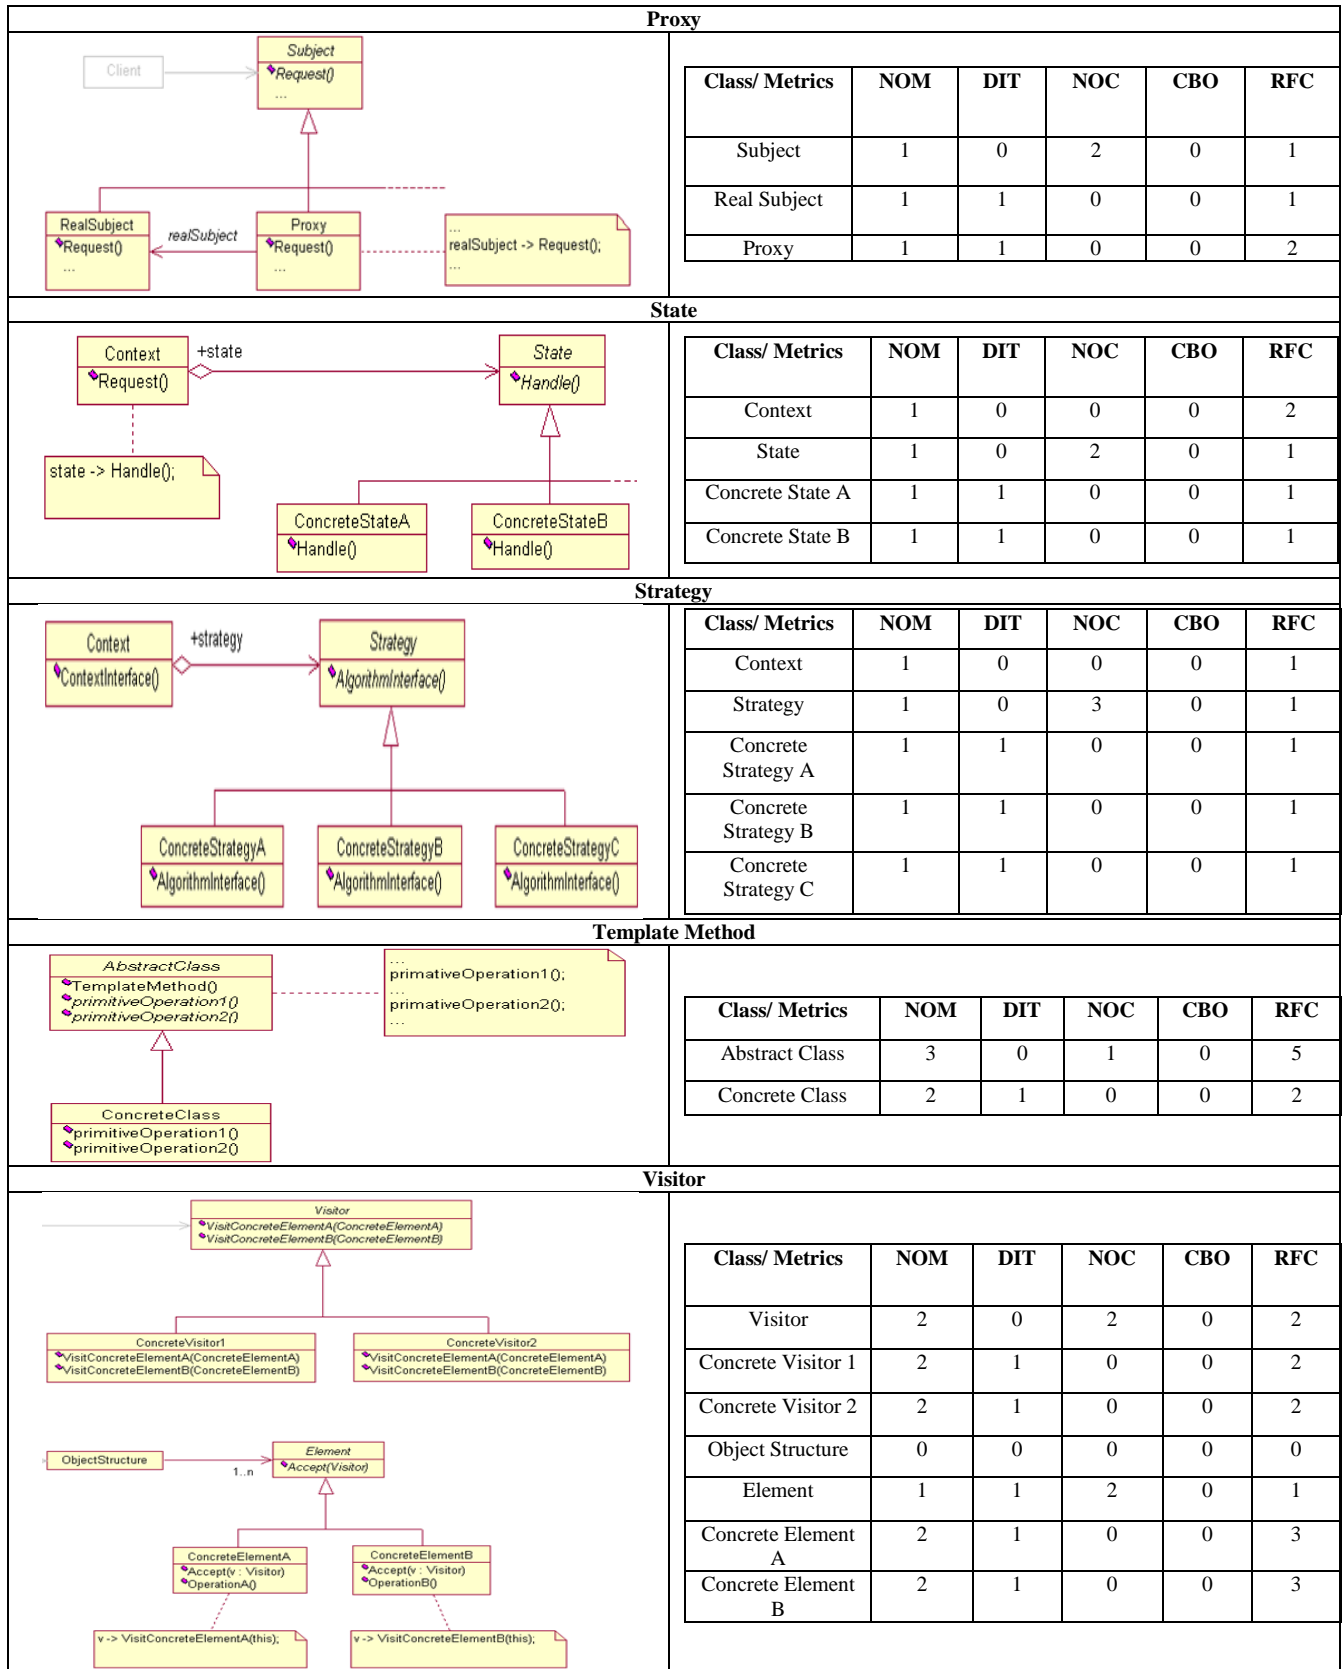 Proxy
Client
Subject
Request()
...
RealSubject
Request()
...
realSubject
Proxy
Request()
...
...
realSubject -> Request();
...
Class/ Metrics NOM DIT NOC CBO RFC
Subject 1 0 2 0 1
Real Subject 1 1 0 0 1
Proxy 1 1 0 0 2
State
Context
Request()
+state
State
Handle()
state -> Handle();
ConcreteStateA
Handle()
ConcreteStateB
Handle()
Class/ Metrics NOM DIT NOC CBO RFC
Context 1 0 0 0 2
State 1 0 2 0 1
Concrete State A 1 1 0 0 1
Concrete State B 1 1 0 0 1
Strategy
Context
ContextInterface()
+strategy
Strategy
AlgorithmInterface()
ConcreteStrategyA
AlgorithmInterface()
ConcreteStrategyB
AlgorithmInterface()
ConcreteStrategyC
AlgorithmInterface()
Class/ Metrics NOM DIT NOC CBO RFC
Context 1 0 0 0 1
Strategy 1 0 3 0 1
Concrete 1 1 0 0 1
Strategy A
Concrete 1 1 0 0 1
Strategy B
Concrete 1 1 0 0 1
Strategy C
Template Method
AbstractClass
TemplateMethod()
primitiveOperation1()
primitiveOperation2()
...
primativeOperation1();
...
primativeOperation2();
...
ConcreteClass
primitiveOperation1()
primitiveOperation2()
Class/ Metrics NOM DIT NOC CBO RFC
Abstract Class 3 0 1 0 5
Concrete Class 2 1 0 0 2
Visitor
Visitor
VisitConcreteElementA(ConcreteElementA)
VisitConcreteElementB(ConcreteElementB)
ConcreteVisitor1
VisitConcreteElementA(ConcreteElementA)
VisitConcreteElementB(ConcreteElementB)
ConcreteVisitor2
VisitConcreteElementA(ConcreteElementA)
VisitConcreteElementB(ConcreteElementB)
ObjectStructure
1..n
Element
Accept(Visitor)
ConcreteElementA
Accept(v : Visitor)
OperationA()
ConcreteElementB
Accept(v : Visitor)
OperationB()
v -> VisitConcreteElementA(this);
v -> VisitConcreteElementB(this);
Class/ Metrics NOM DIT NOC CBO RFC
Visitor 2 0 2 0 2
Concrete Visitor 1 2 1 0 0 2
Concrete Visitor 2 2 1 0 0 2
Object Structure 0 0 0 0 0
Element 1 1 2 0 1
Concrete Element 2 1 0 0 3
A
Concrete Element 2 1 0 0 3
B